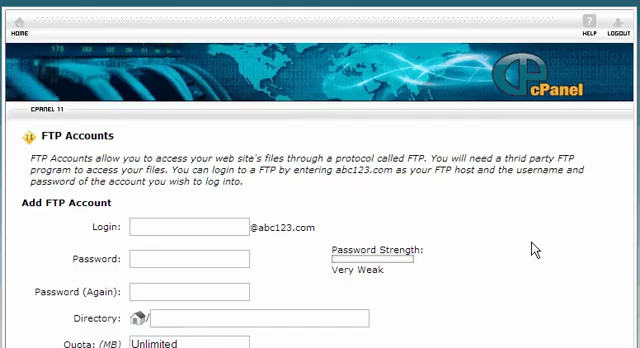 HOME HELP LOGOUT
cPanel
CPANEL 11
FTP Accounts
FTP Accounts allow you to access your web site's files through a protocol called FTP. You will need a thrid party FTP
program to access your files. You can login to a FTP by entering abc123.com as your FTP host and the username and
password of the account you wish to log into.
Add FTP Account
Login: @abc123.com
Password: Password Strength:
Very Weak
Password (Again):
Directory: /
Quota: (MB) Unlimited